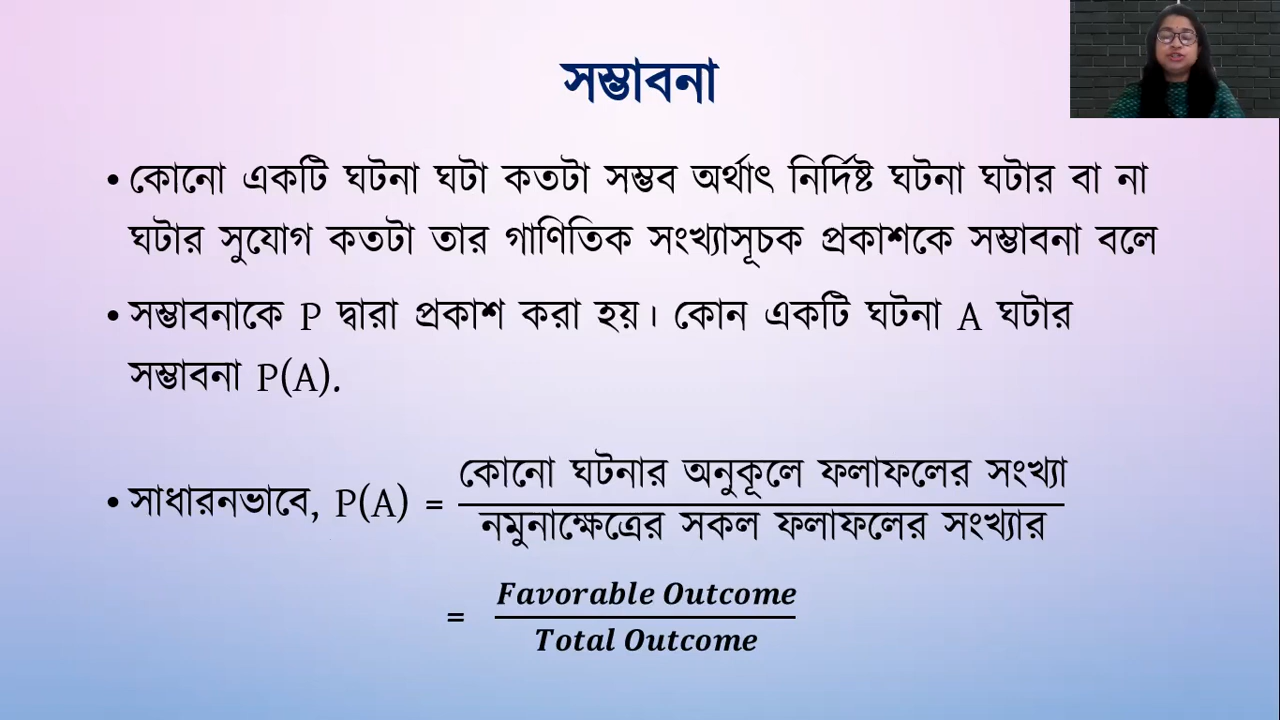 সম্ভাবনা
• কোনো একটি ঘটনা ঘটা কতটা সম্ভব অর্থাৎ নির্দিষ্ট ঘটনা ঘটার বা না
ঘটার সুযোগ কতটা তার গাণিতিক সংখ্যাসূচক প্রকাশকে সম্ভাবনা বলে
• সম্ভাবনাকে P দ্বারা প্রকাশ করা হয়। কোন একটি ঘটনা A ঘটার
সম্ভাবনা P(A).
কোনো ঘটনার অনুকূলে ফলাফলের সংখ্যা
• সাধারনভাবে, P(A) =
নমুনাক্ষেত্রের সকল ফলাফলের সংখ্যার
Favorable Outcome
=
Total Outcome